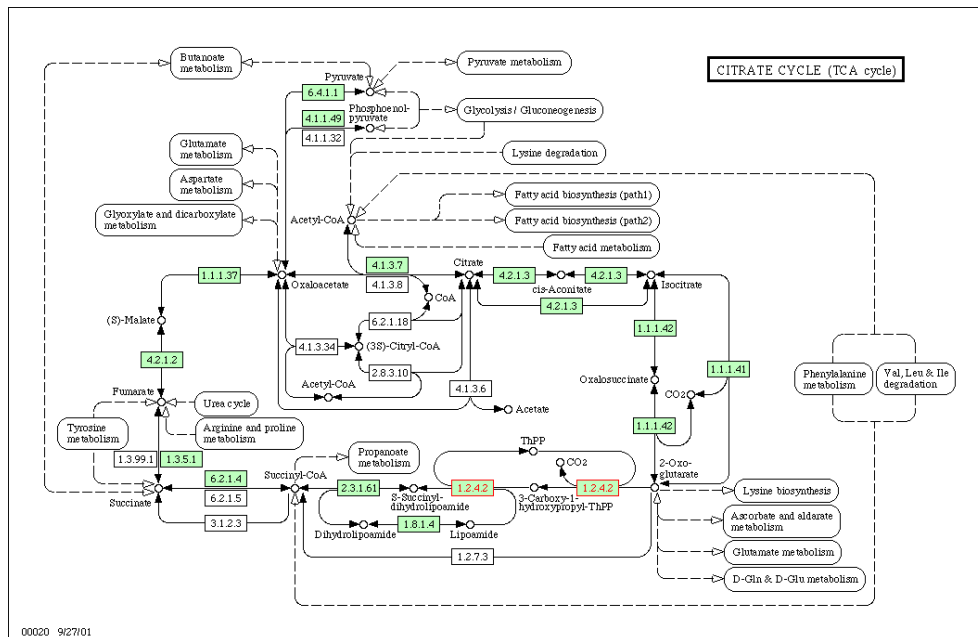 Butanoate
metabolism
Pyruvate
Pyruvate metabolism
CITRATE CYCLE (TCA cycle)
6.4.1.1
Phosphoenol-
pyruvate
4.1.1.49
4.1.1.32
Glycolysis / Gluconeogenesis
Glutamate
metabolism
Lysine degradation
Aspartate
metabolism
Fatty acid biosynthesis (path1)
Glyoxylate and dicarboxylate
metabolism
Acetyl-CoA
Fatty acid biosynthesis (path2)
Fatty acid metabolism
1.1.1.37
Oxaloacetate
4.1.3.7
4.1.3.8
Citrate
4.2.1.3
4.2.1.3
cis-Aconitate
Isocitrate
4.2.1.3
CoA
(S)-Malate
6.2.1.18
1.1.1.42
4.1.3.34
(3S)-Citryl-CoA
4.2.1.2
2.8.3.10
1.1.1.41
Phenylalanine
metabolism
Val, Leu & Ile
degradation
Acetyl-CoA
4.1.3.6
Oxalosuccinate
CO2
Fumarate
Urea cycle
Acetate
Tyrosine
metabolism
Arginine and proline
metabolism
1.1.1.42
ThPP
1.3.99.1
1.3.5.1
Propanoate
metabolism
CO2
2-Oxo-
glutarate
6.2.1.4
Succinyl-CoA
2.3.1.61
1.2.4.2
1.2.4.2
Succinate
6.2.1.5
S-Succinyl-
dihydrolipoamide
3-Carboxy-1-
hydroxypropyl-ThPP
Lysine biosynthesis
3.1.2.3
1.8.1.4
Dihydrolipoamide
Lipoamide
Ascorbate and aldarate
metabolism
1.2.7.3
Glutamate metabolism
D-Gln & D-Glu metabolism
00020 9/27/01